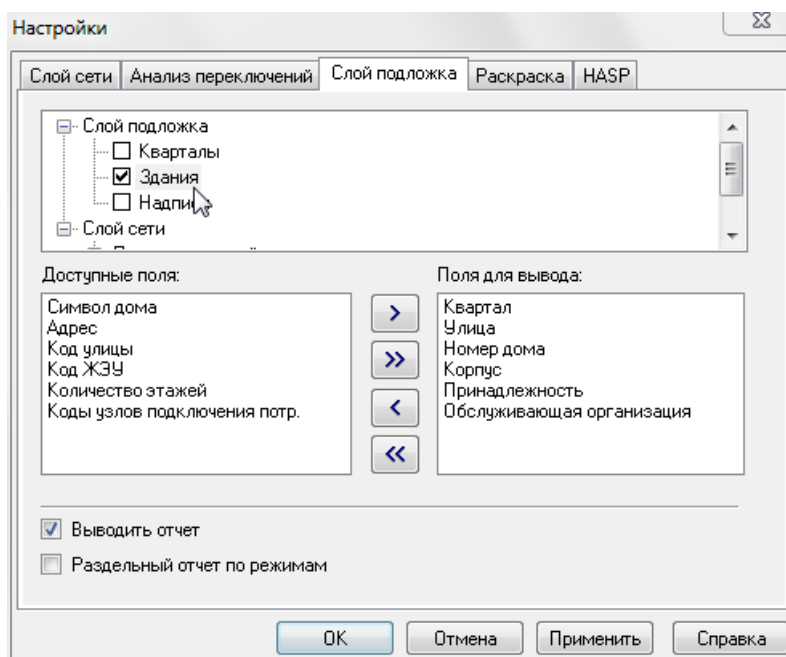 Настройки
Слой сети Анализ переключений Слой подложка Раскраска HASP
Слой подложка
Кварталы
Здания
Слой сети
Доступные поля:
Символ дома
Адрес
Код улицы
Код ЖЭУ
Количество этажей
Коды узлов подключения потр.
Поля для вывода:
Квартал
Улица
Номер дома
Корпус
Принадлежность
Обслуживающая организация
Выводить отчет
Раздельный отчет по режимам
OK Отмена Применить Справка